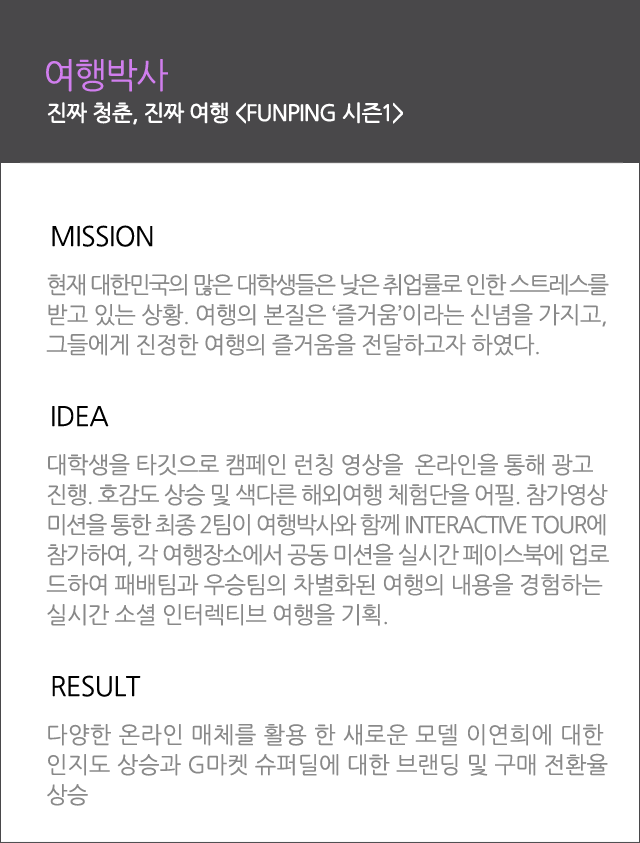 여행박사
진짜 청춘, 진짜 여행 <FUNPING 시즌1>
MISSION
현재 대한민국의 많은 대학생들은 낮은 취업률로 인한 스트레스를
받고 있는 상황. 여행의 본질은 ‘즐거움’이라는 신념을 가지고,
그들에게 진정한 여행의 즐거움을 전달하고자 하였다.
IDEA
대학생을 타깃으로 캠페인 런칭 영상을 온라인을 통해 광고
진행. 호감도 상승 및 색다른 해외여행 체험단을 어필. 참가영상
미션을 통한 최종 2팀이 여행박사와 함께 INTERACTIVE TOUR에
참가하여, 각 여행장소에서 공동 미션을 실시간 페이스북에 업로
드하여 패배팀과 우승팀의 차별화된 여행의 내용을 경험하는
실시간 소셜 인터렉티브 여행을 기획.
RESULT
다양한 온라인 매체를 활용 한 새로운 모델 이연희에 대한
인지도 상승과 G마켓 슈퍼딜에 대한 브랜딩 및 구매 전환율
상승